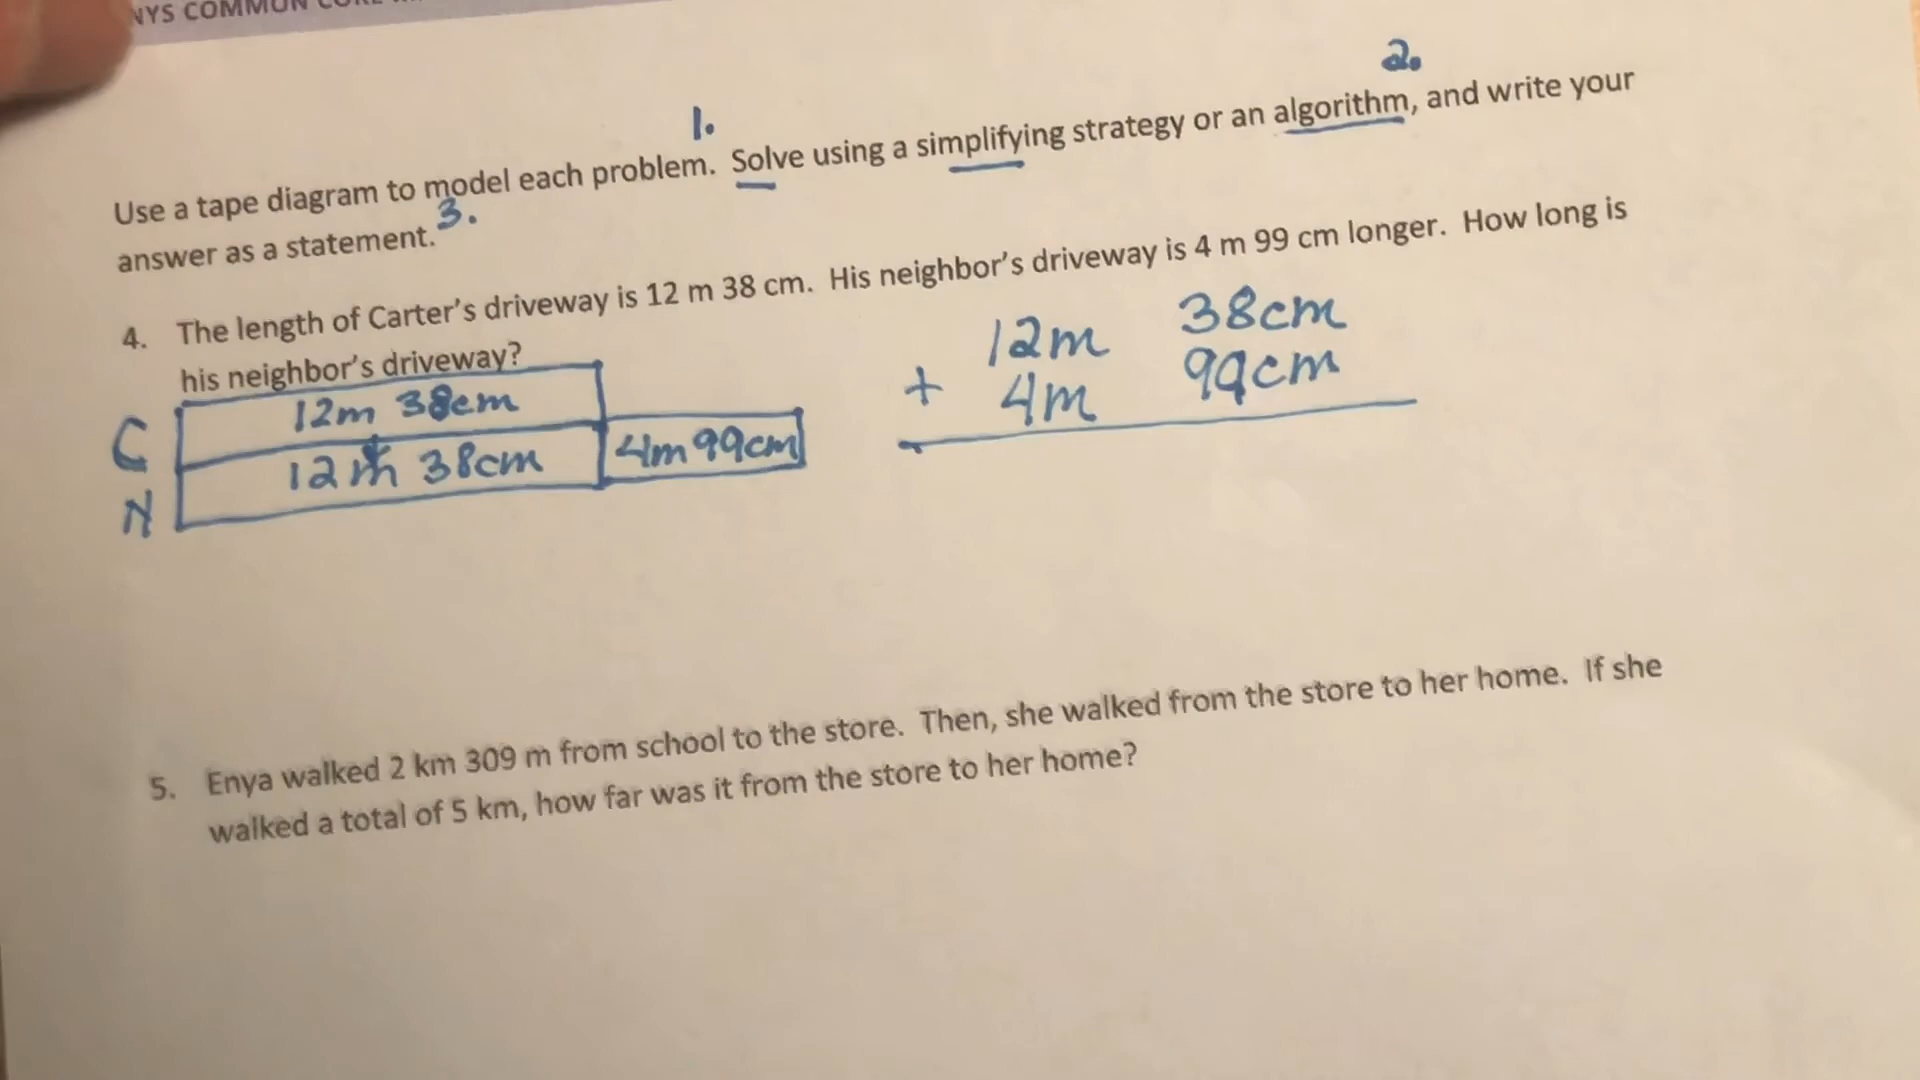 NYS COMMON
2.
1.
Use a tape diagram to model each problem. Solve using a simplifying strategy or an algorithm, and write your
answer as a statement. 3.
4. The length of Carter's driveway is 12 m 38 cm. His neighbor's driveway is 4 m 99 cm longer. How long is
his neighbor's driveway?
12m 38cm
+ 4m 99cm
C 12m 38cm
N 12m 38cm 4m 99cm
5. Enya walked 2 km 309 m from school to the store. Then, she walked from the store to her home. If she
walked a total of 5 km, how far was it from the store to her home?